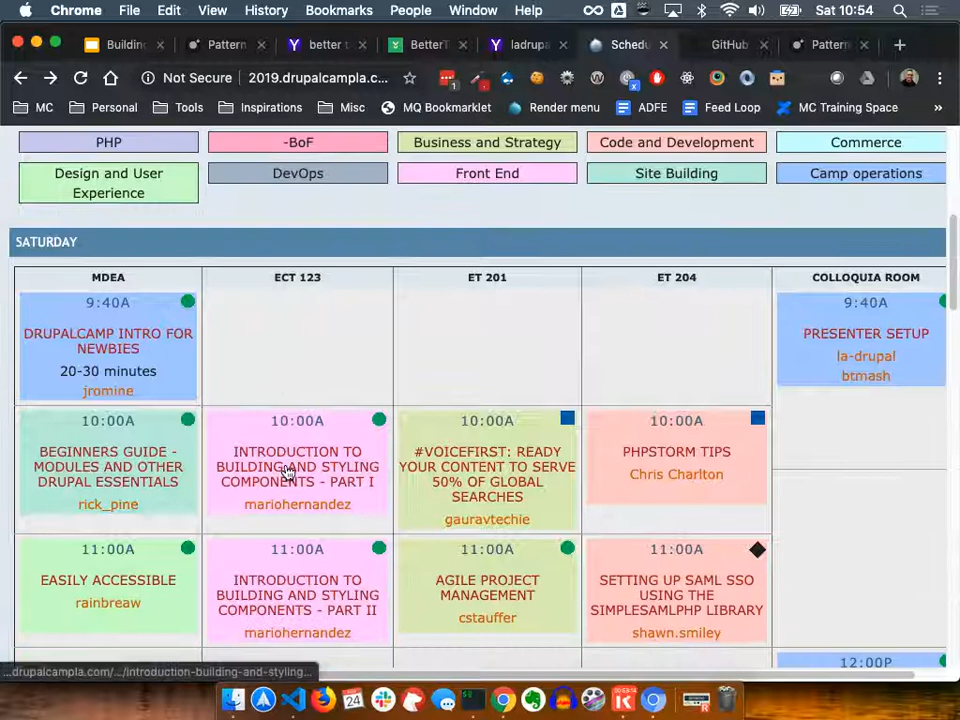 Chrome File Edit View History Bookmarks People Window Help Sat 10:54
Building Pattern better t BetterT ladrupa Schedu GitHub Pattern
Not Secure 2019.drupalcampla.c...
MC Personal Tools Inspirations Misc MQ Bookmarklet Render menu ADFE Feed Loop MC Training Space »
PHP -BoF Business and Strategy Code and Development Commerce
Design and User
Experience
DevOps Front End Site Building Camp operations
SATURDAY
MDEA ECT 123 ET 201 ET 204 COLLOQUIA ROOM
9:40A
DRUPALCAMP INTRO FOR
NEWBIES
20-30 minutes
jromine
9:40A
PRESENTER SETUP
la-drupal
btmash
10:00A
BEGINNERS GUIDE -
MODULES AND OTHER
DRUPAL ESSENTIALS
rick_pine
10:00A
INTRODUCTION TO
BUILDING AND STYLING
COMPONENTS - PART I
mariohernandez
10:00A
#VOICEFIRST: READY
YOUR CONTENT TO SERVE
50% OF GLOBAL
SEARCHES
gauravtechie
10:00A
PHPSTORM TIPS
Chris Charlton
11:00A
EASILY ACCESSIBLE
rainbreaw
11:00A
INTRODUCTION TO
BUILDING AND STYLING
COMPONENTS - PART II
mariohernandez
11:00A
AGILE PROJECT
MANAGEMENT
cstauffer
11:00A
SETTING UP SAML SSO
USING THE
SIMPLESAMLPHP LIBRARY
shawn.smiley
12:00P
...drupalcampla.com/.../introduction-building-and-styling...